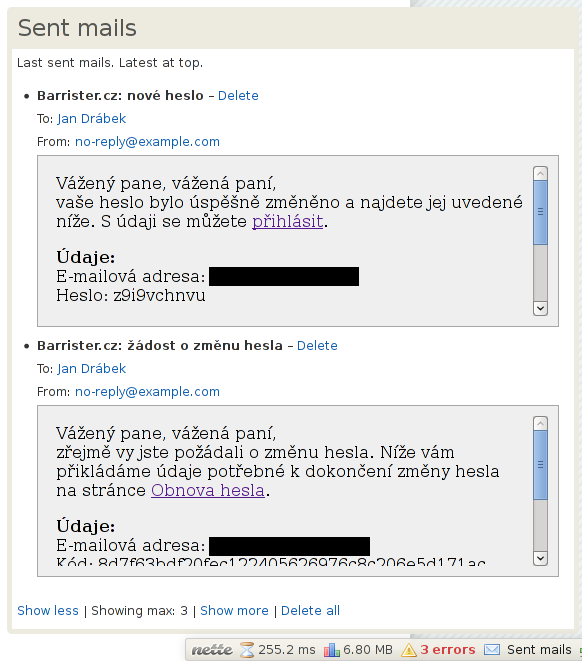 Sent mails
Last sent mails. Latest at top.
• Barrister.cz: nové heslo – Delete
To: Jan Drábek
From: no-reply@example.com
Vážený pane, vážená paní,
vaše heslo bylo úspěšně změněno a najdete jej uvedené
níže. S údaji se můžete přihlásit.
Údaje:
E-mailová adresa:
Heslo: z9i9vchnvu
• Barrister.cz: žádost o změnu hesla – Delete
To: Jan Drábek
From: no-reply@example.com
Vážený pane, vážená paní,
zřejmě vy jste požádali o změnu hesla. Níže vám
přikládáme údaje potřebné k dokončení změny hesla
na stránce Obnova hesla.
Údaje:
E-mailová adresa:
Kód: 8d7f63bdf20fec122405626976c8c206e5d171ac
Show less | Showing max: 3 | Show more | Delete all
nette 255.2 ms 6.80 MB 3 errors Sent mails